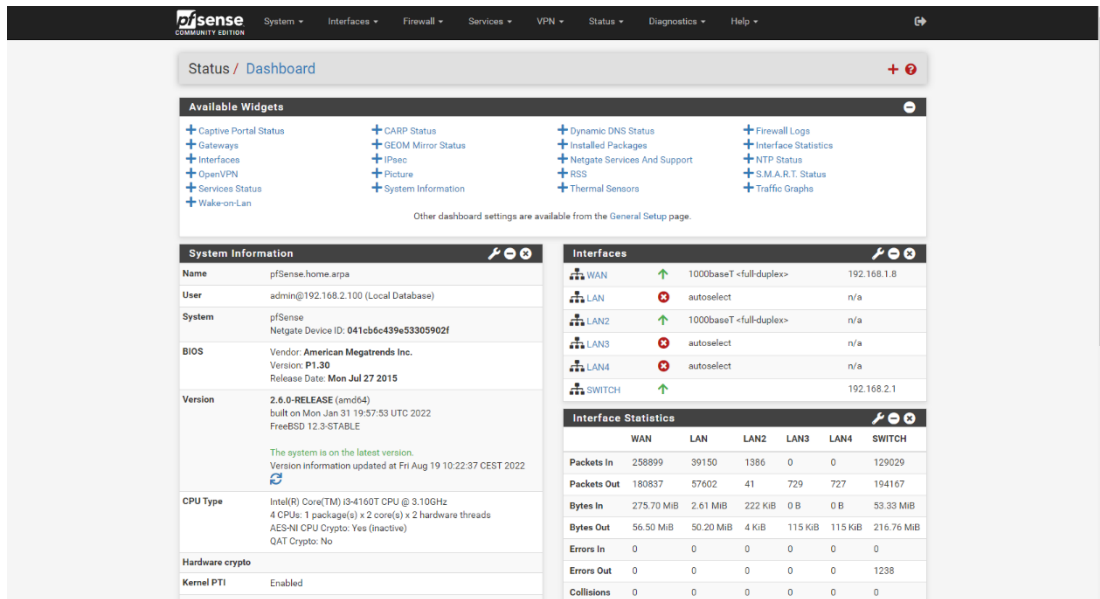 pfsense
COMMUNITY EDITION
System
Interfaces
Firewall
Services
VPN
Status
Diagnostics
Help
Status / Dashboard
Available Widgets
Captive Portal Status
Gateways
Interfaces
OpenVPN
Services Status
Wake-on-Lan
CARP Status
GEOM Mirror Status
IPsec
Picture
System Information
Dynamic DNS Status
Installed Packages
Netgate Services And Support
RSS
Thermal Sensors
Firewall Logs
Interface Statistics
NTP Status
S.M.A.R.T. Status
Traffic Graphs
Other dashboard settings are available from the General Setup page.
System Information
Name pfSense.home.arpa
User admin@192.168.2.100 (Local Database)
System pfSense
Netgate Device ID: 041cb6c439e53305902f
BIOS Vendor: American Megatrends Inc.
Version: P1.30
Release Date: Mon Jul 27 2015
Version 2.6.0-RELEASE (amd64)
built on Mon Jan 31 19:57:53 UTC 2022
FreeBSD 12.3-STABLE
The system is on the latest version.
Version information updated at Fri Aug 19 10:22:37 CEST 2022
CPU Type Intel(R) Core(TM) i3-4160T CPU @ 3.10GHz
4 CPUs: 1 package(s) x 2 core(s) x 2 hardware threads
AES-NI CPU Crypto: Yes (inactive)
QAT Crypto: No
Hardware crypto
Kernel PTI Enabled
Interfaces
WAN 1000baseT <full-duplex> 192.168.1.8
LAN autoselect n/a
LAN2 1000baseT <full-duplex> n/a
LAN3 autoselect n/a
LAN4 autoselect n/a
SWITCH 192.168.2.1
Interface Statistics
WAN LAN LAN2 LAN3 LAN4 SWITCH
Packets In 258899 39150 1386 0 0 129029
Packets Out 180837 57602 41 729 727 194167
Bytes In 275.70 MiB 2.61 MiB 222 KiB 0 B 0 B 53.33 MiB
Bytes Out 56.50 MiB 50.20 MiB 4 KiB 115 KiB 115 KiB 216.76 MiB
Errors In 0 0 0 0 0 0
Errors Out 0 0 0 0 0 1238
Collisions 0 0 0 0 0 0